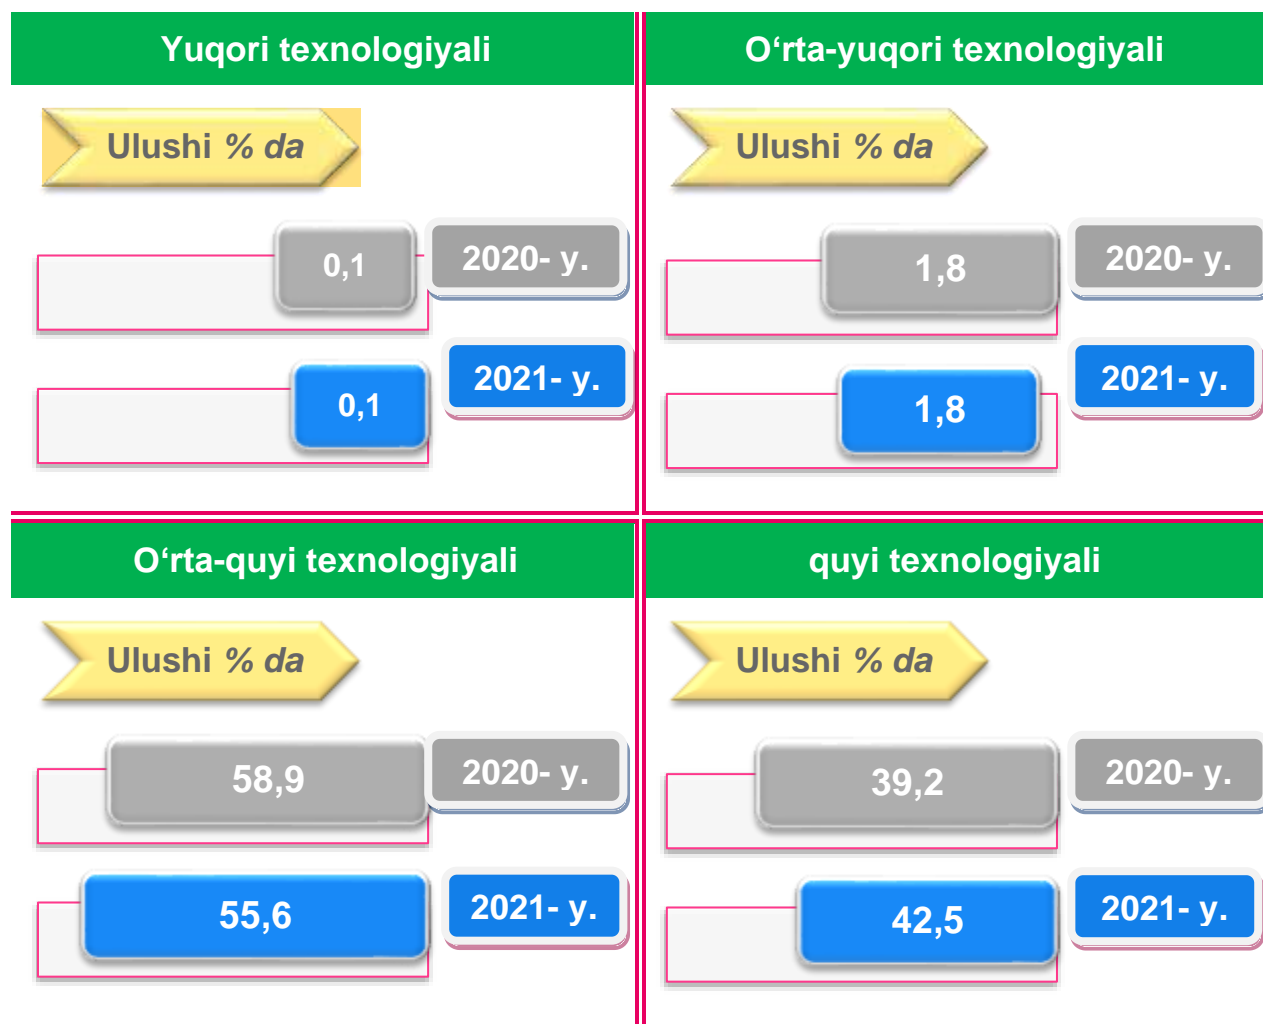 Yuqori texnologiyali
Ulushi % da
0,1
2020- y.
0,1
2021- y.
O‘rta-yuqori texnologiyali
Ulushi % da
1,8
2020- y.
1,8
2021- y.
O‘rta-quyi texnologiyali
Ulushi % da
58,9
2020- y.
55,6
2021- y.
quyi texnologiyali
Ulushi % da
39,2
2020- y.
42,5
2021- y.